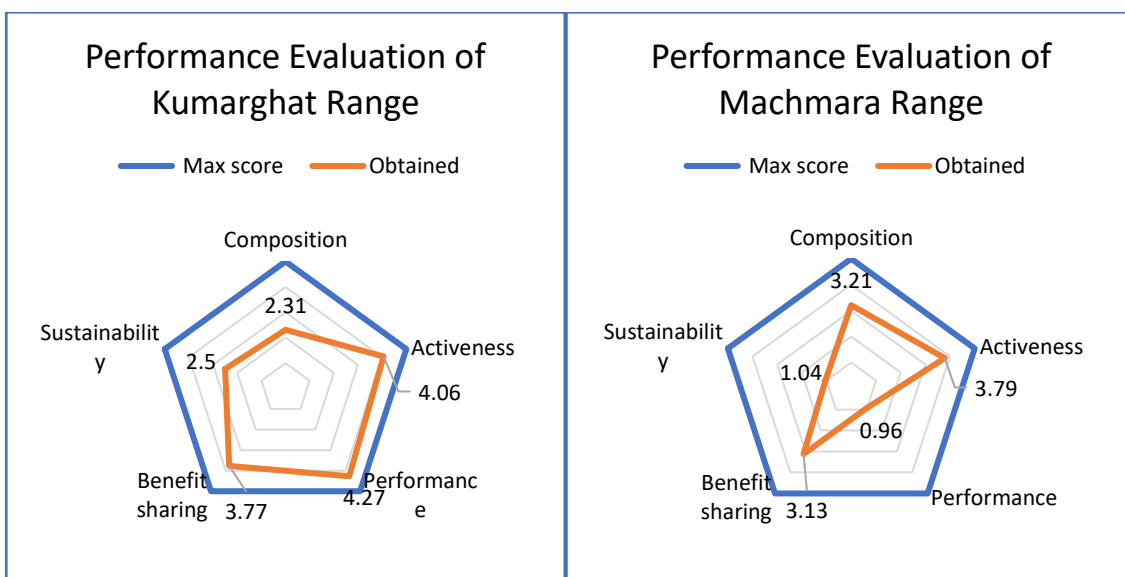 Performance Evaluation of
Kumarghat Range
Max score
Obtained
Composition
2.31
Sustainabilit
y
2.5
Activeness
4.06
Benefit
sharing
3.77
Performanc
e
4.27
Performance Evaluation of
Machmara Range
Max score
Obtained
Composition
3.21
Sustainabilit
y
1.04
Activeness
3.79
0.96
Benefit
sharing
3.13
Performance